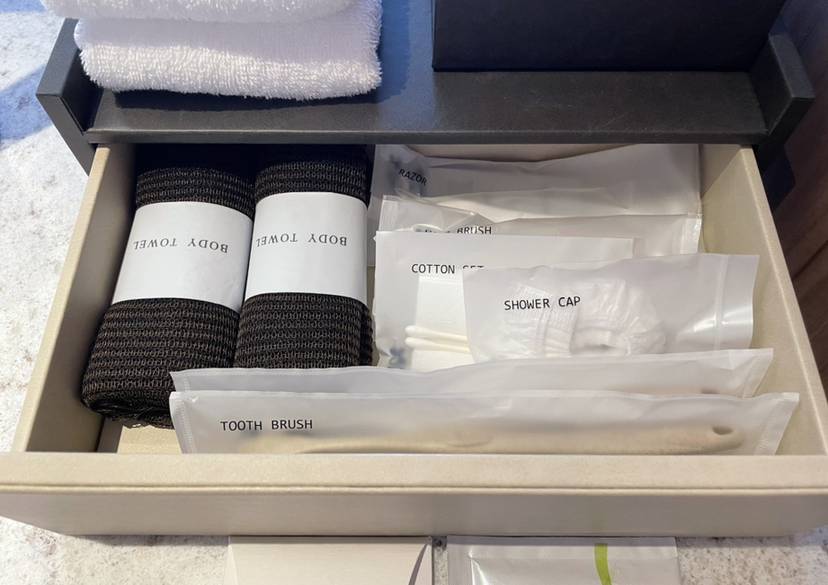 RAZOR
BRUSH
BODY TOWEL
BODY TOWEL
COTTON SET
SHOWER CAP
TOOTH BRUSH